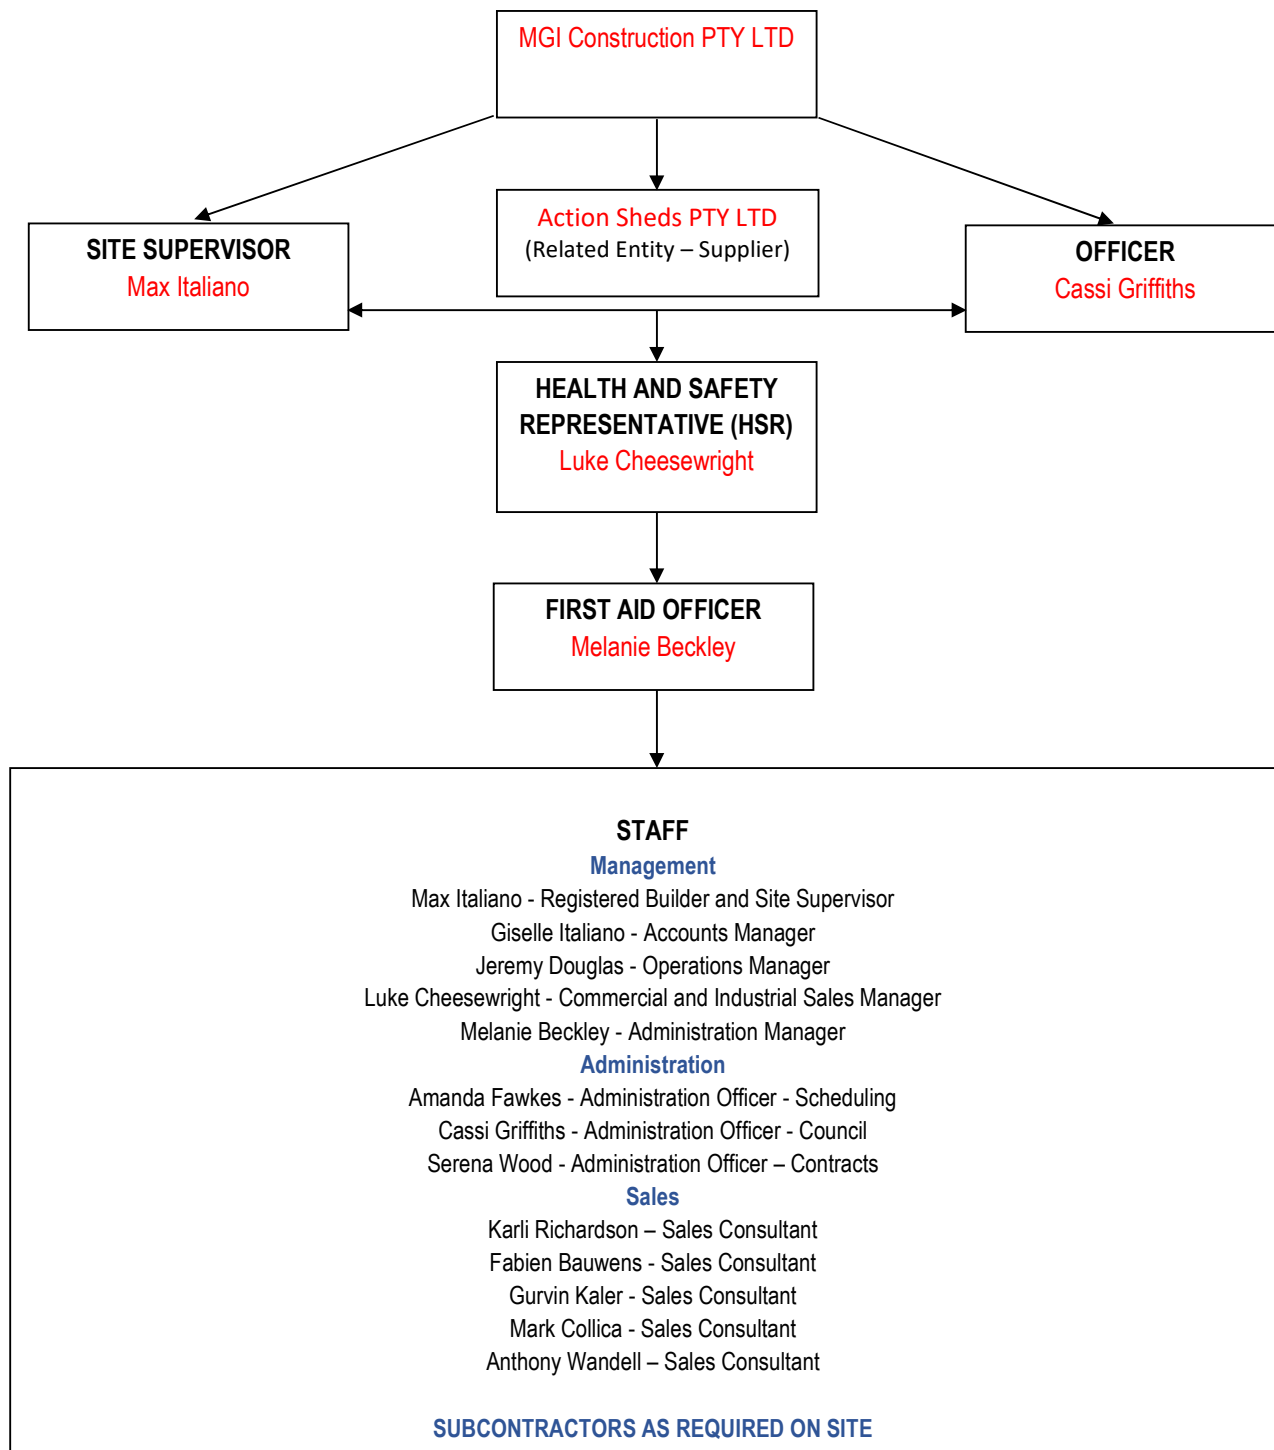 MGI Construction PTY LTD
Action Sheds PTY LTD
(Related Entity – Supplier)
SITE SUPERVISOR
Max Italiano
OFFICER
Cassi Griffiths
HEALTH AND SAFETY
REPRESENTATIVE (HSR)
Luke Cheesewright
FIRST AID OFFICER
Melanie Beckley
STAFF
Management
Max Italiano - Registered Builder and Site Supervisor
Giselle Italiano - Accounts Manager
Jeremy Douglas - Operations Manager
Luke Cheesewright - Commercial and Industrial Sales Manager
Melanie Beckley - Administration Manager
Administration
Amanda Fawkes - Administration Officer - Scheduling
Cassi Griffiths - Administration Officer - Council
Serena Wood - Administration Officer – Contracts
Sales
Karli Richardson – Sales Consultant
Fabien Bauwens - Sales Consultant
Gurvin Kaler - Sales Consultant
Mark Collica - Sales Consultant
Anthony Wandell – Sales Consultant
SUBCONTRACTORS AS REQUIRED ON SITE